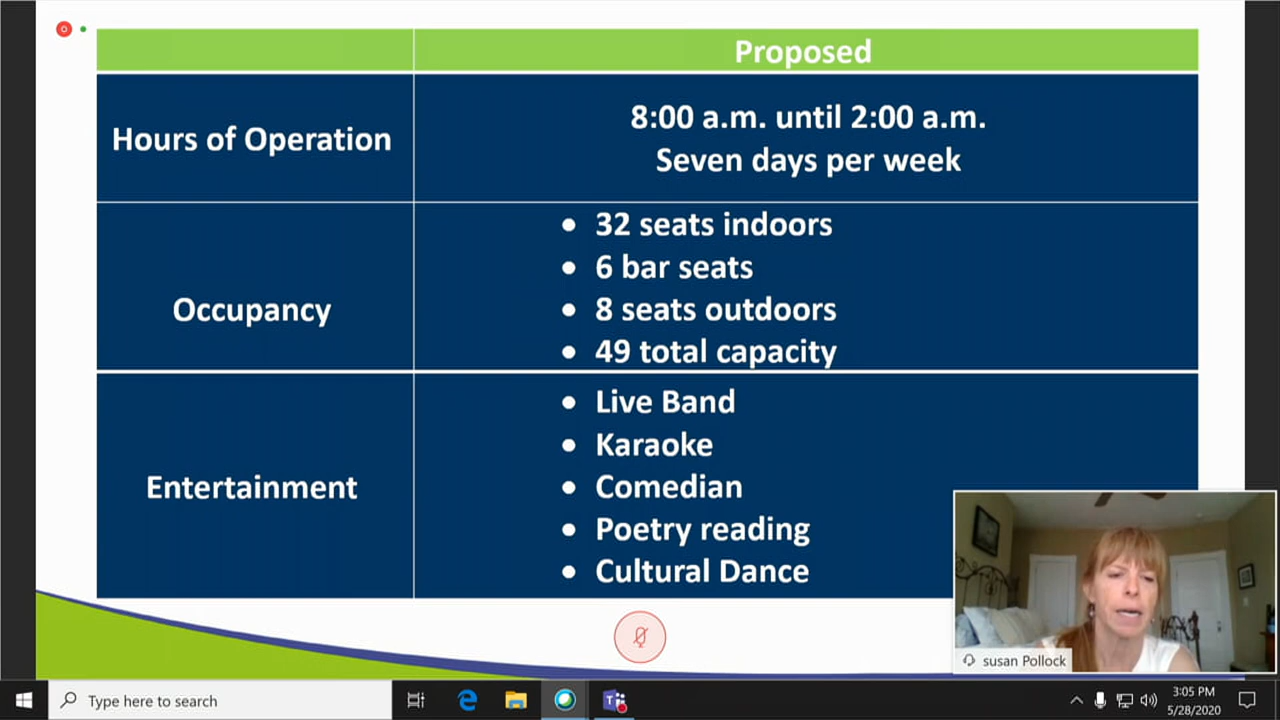 Proposed
Hours of Operation
8:00 a.m. until 2:00 a.m.
Seven days per week
Occupancy
• 32 seats indoors
• 6 bar seats
• 8 seats outdoors
• 49 total capacity
Entertainment
• Live Band
• Karaoke
• Comedian
• Poetry reading
• Cultural Dance
susan Pollock
Type here to search
3:05 PM
5/28/2020